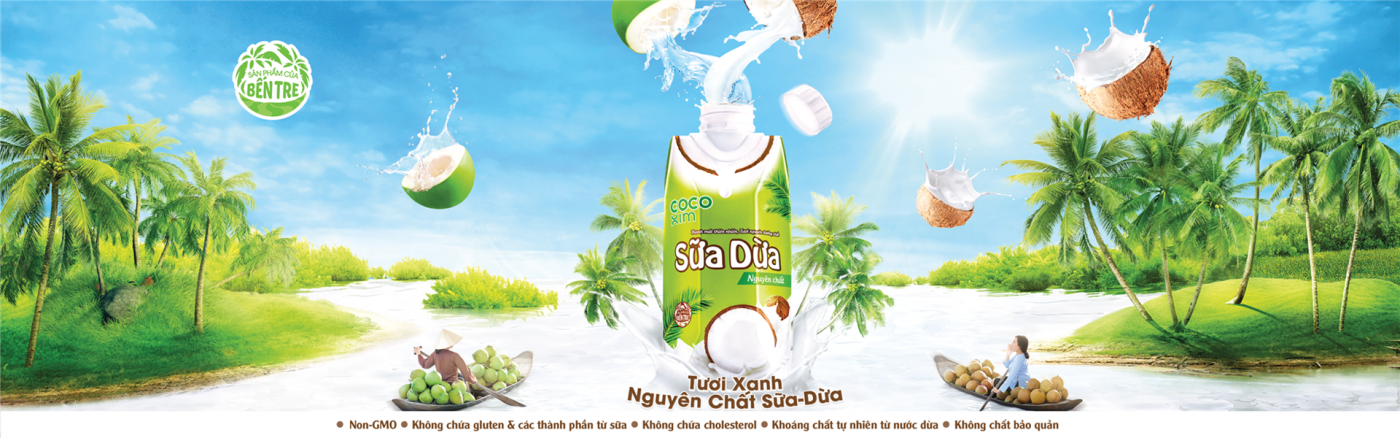 SẢN PHẨM CỦA
BẾN TRE
COCO
xim
Sữa Dừa
Nguyên chất
BẾN TRE
Tươi Xanh
Nguyên Chất Sữa-Dừa
• Non-GMO • Không chứa gluten & các thành phần từ sữa • Không chứa cholesterol • Khoáng chất tự nhiên từ nước dừa • Không chất bảo quản